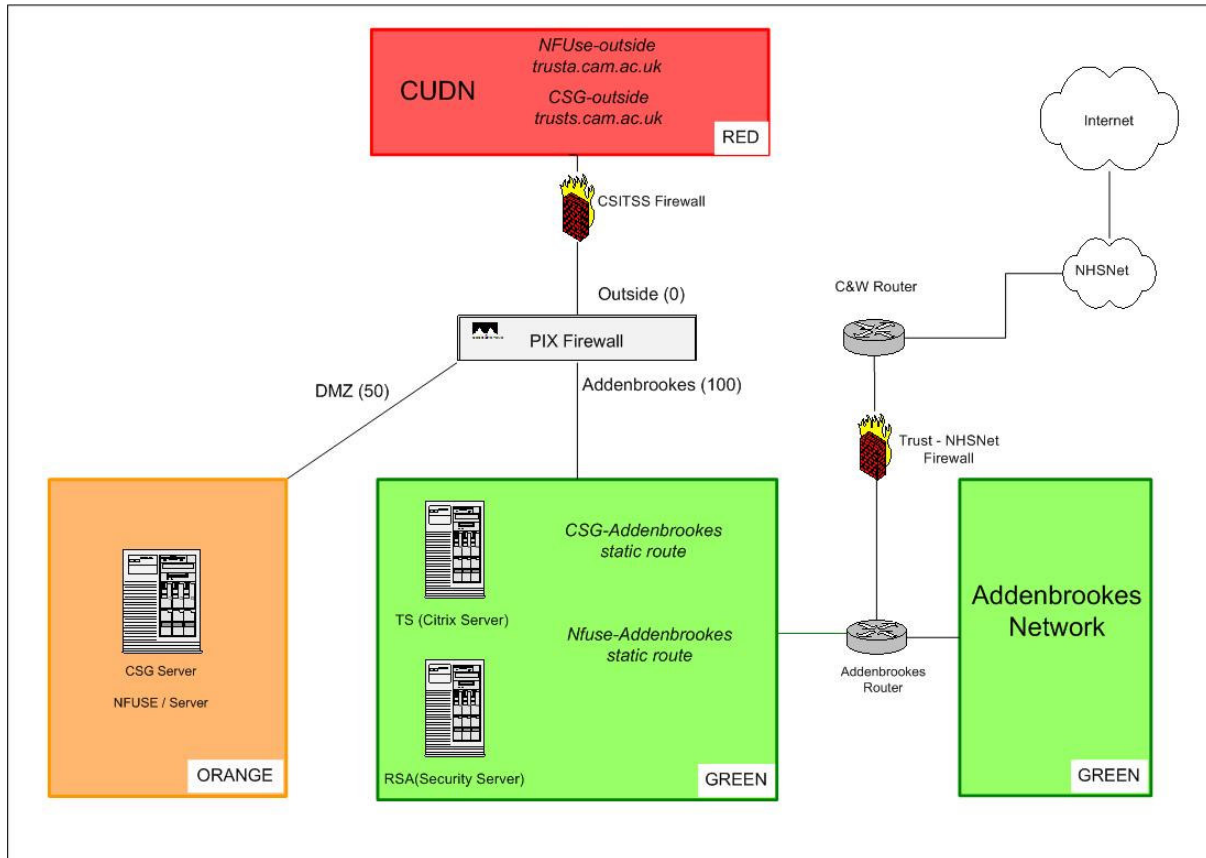 NFUse-outside
trusta.cam.ac.uk
CUDN
CSG-outside
trusts.cam.ac.uk
RED
Internet
CSITSS Firewall
NHSNet
C&W Router
Outside (0)
PIX Firewall
DMZ (50)
Addenbrookes (100)
Trust - NHSNet
Firewall
CSG-Addenbrookes
static route
TS (Citrix Server)
Nfuse-Addenbrookes
static route
Addenbrookes
Network
CSG Server
NFUSE / Server
Addenbrookes
Router
RSA(Security Server)
ORANGE
GREEN
GREEN